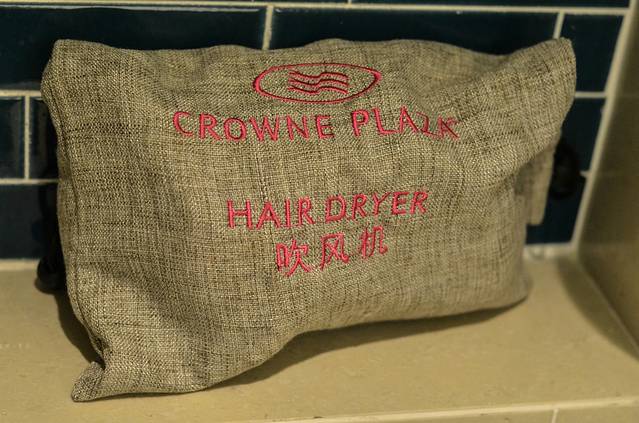 CROWNE PLAZA
HAIR DRYER
吹风机